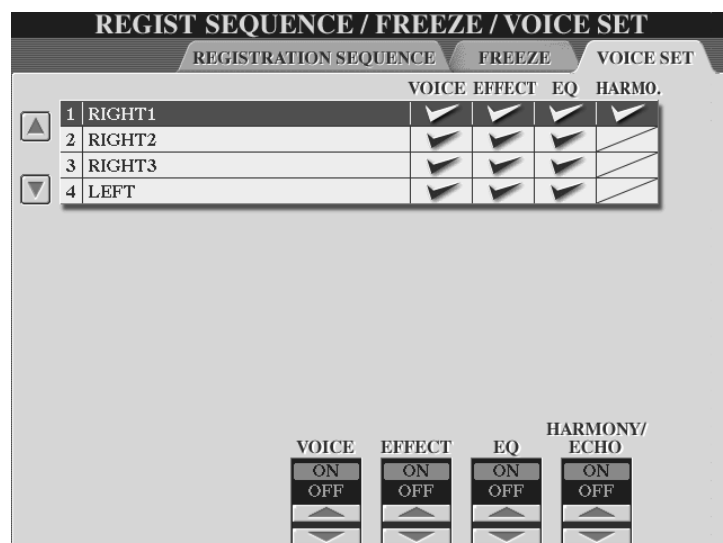 REGIST SEQUENCE / FREEZE / VOICE SET
REGISTRATION SEQUENCE FREEZE VOICE SET
VOICE EFFECT EQ HARMO.
1 RIGHT1
2 RIGHT2
3 RIGHT3
4 LEFT
VOICE EFFECT EQ HARMONY/
ECHO
ON ON ON ON
OFF OFF OFF OFF